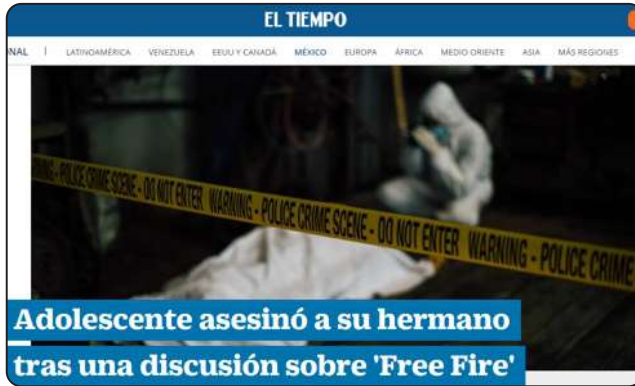 EL TIEMPO
NAL | LATINOAMÉRICA VENEZUELA EEUU Y CANADÁ MÉXICO EUROPA ÁFRICA MEDIO ORIENTE ASIA MÁS REGIONES
WARNING - POLICE CRIME SCENE - DO NOT ENTER WARNING - POLICE CRIME SCENE - DO NOT ENTER WARNING - POLICE CRIME
Adolescente asesinó a su hermano
tras una discusión sobre 'Free Fire'